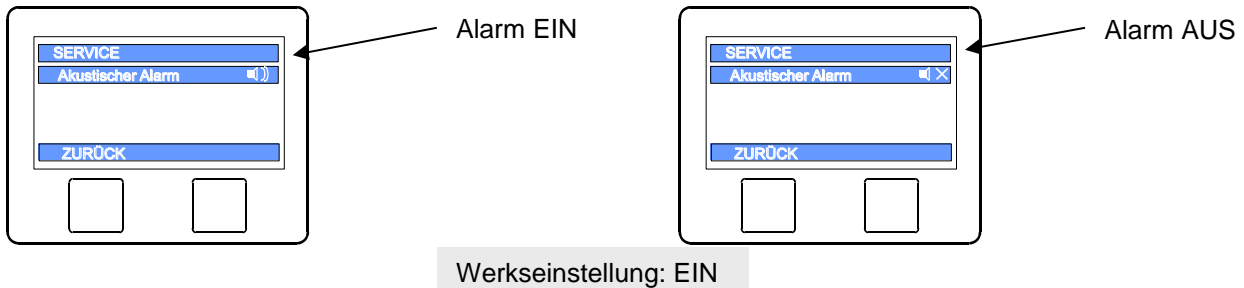 SERVICE
Akustischer Alarm
ZURÜCK
Alarm EIN
SERVICE
Akustischer Alarm
ZURÜCK
Alarm AUS
Werkseinstellung: EIN